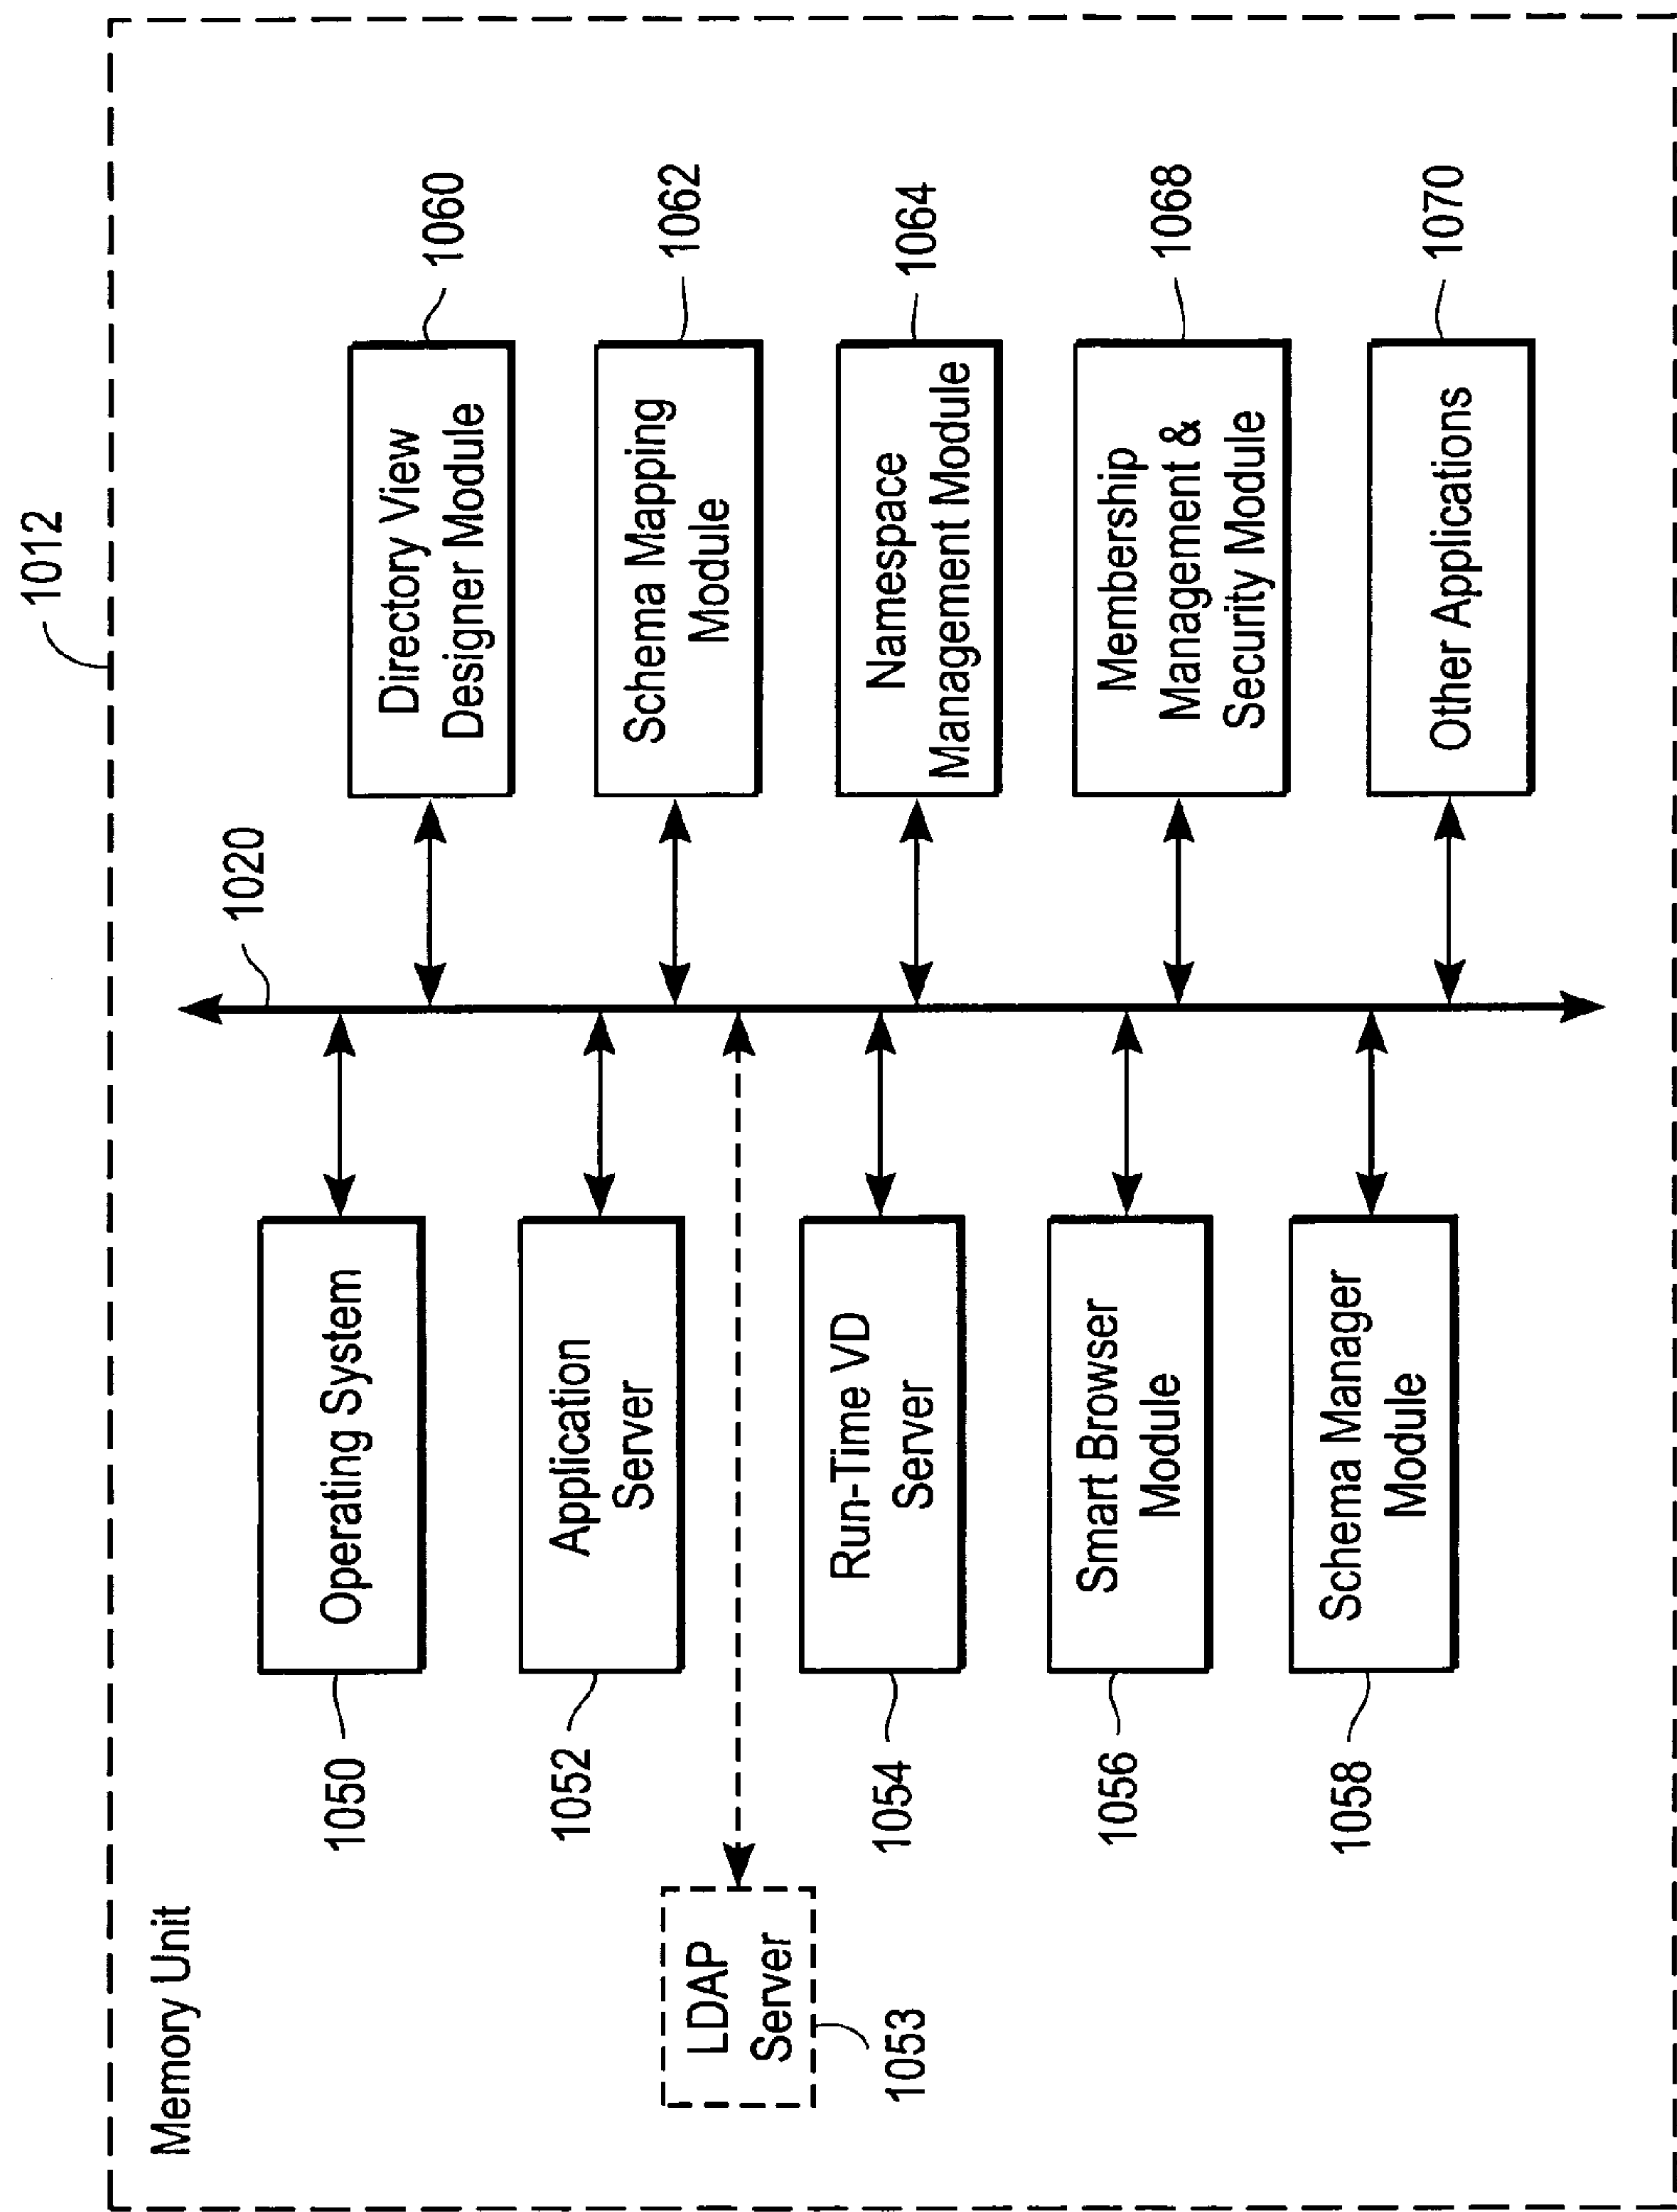 1012
Memory Unit
1020
1050
Operating System
1052
Application
Server
LDAP
Server
1053
1054
Run-Time VD
Server
1056
Smart Browser
Module
1058
Schema Manager
Module
Directory View
Designer Module
1060
Schema Mapping
Module
1062
Namespace
Management Module
1064
Membership
Management &
Security Module
1068
Other Applications
1070